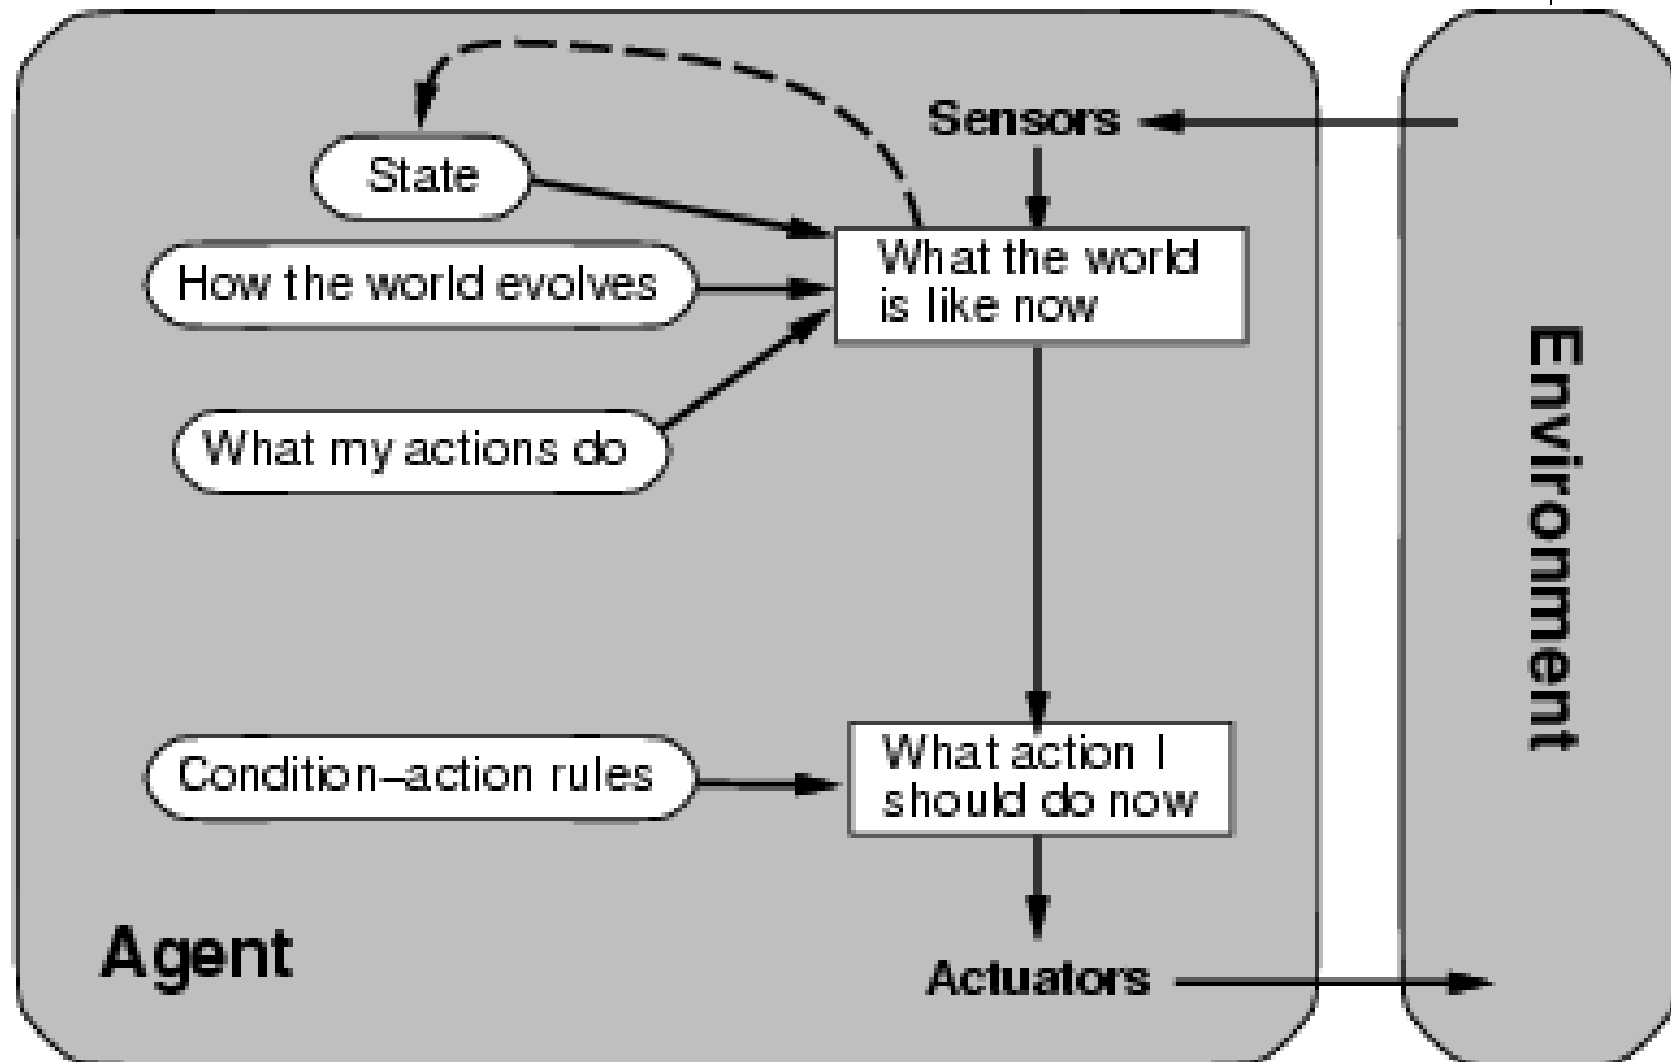 Sensors
State
What the world
is like now
How the world evolves
What my actions do
Environment
Condition–action rules
What action I
should do now
Agent
Actuators